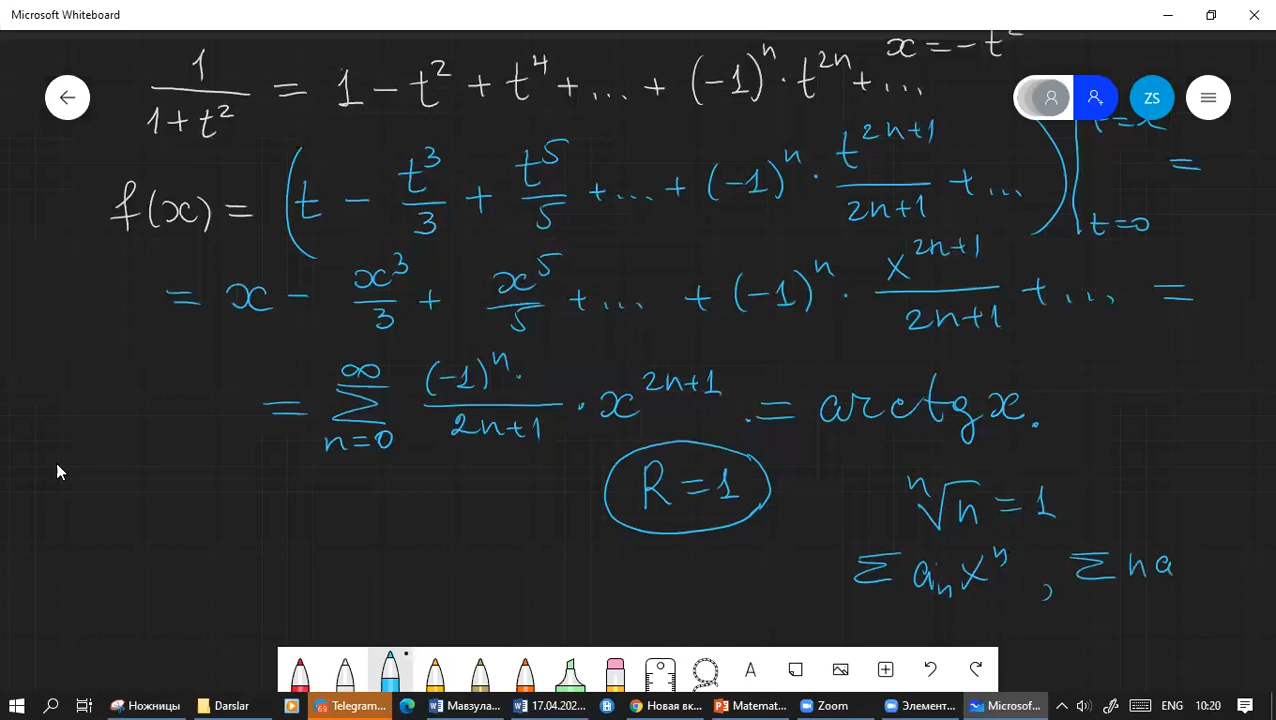 Microsoft Whiteboard
x = -t²
1/(1+t²) = 1 - t² + t⁴ + ... + (-1)ⁿ · t²ⁿ + ...
ZS
f(x) = (t - t³/3 + t⁵/5 + ... + (-1)ⁿ · t²ⁿ⁺¹/(2n+1) + ...) |ₜ₌₀ᵗ⁼ˣ =
= x - x³/3 + x⁵/5 + ... + (-1)ⁿ · x²ⁿ⁺¹/(2n+1) + ... =
= ∞ Σ n=0 (-1)ⁿ·/(2n+1) · x²ⁿ⁺¹ = arctg x.
R = 1
ⁿ√n = 1
Σ aₙxⁿ, Σ na
A
Ножницы
Darslar
Telegram...
Мавзула...
17.04.202...
Новая вк...
Matemat...
Zoom
Элемент...
Microsof...
ENG
10:20